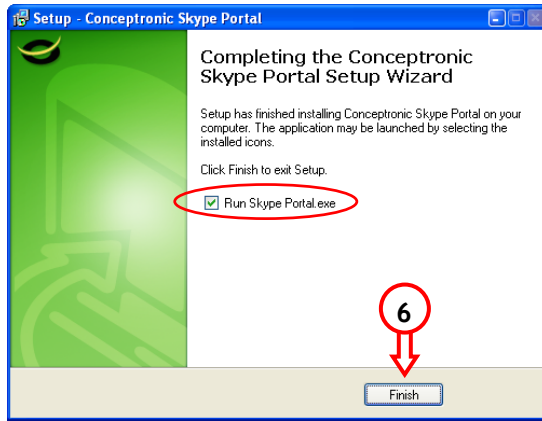 Setup - Conceptronic Skype Portal
Completing the Conceptronic
Skype Portal Setup Wizard
Setup has finished installing Conceptronic Skype Portal on your
computer. The application may be launched by selecting the
installed icons.
Click Finish to exit Setup.
Run Skype Portal.exe
6
Finish